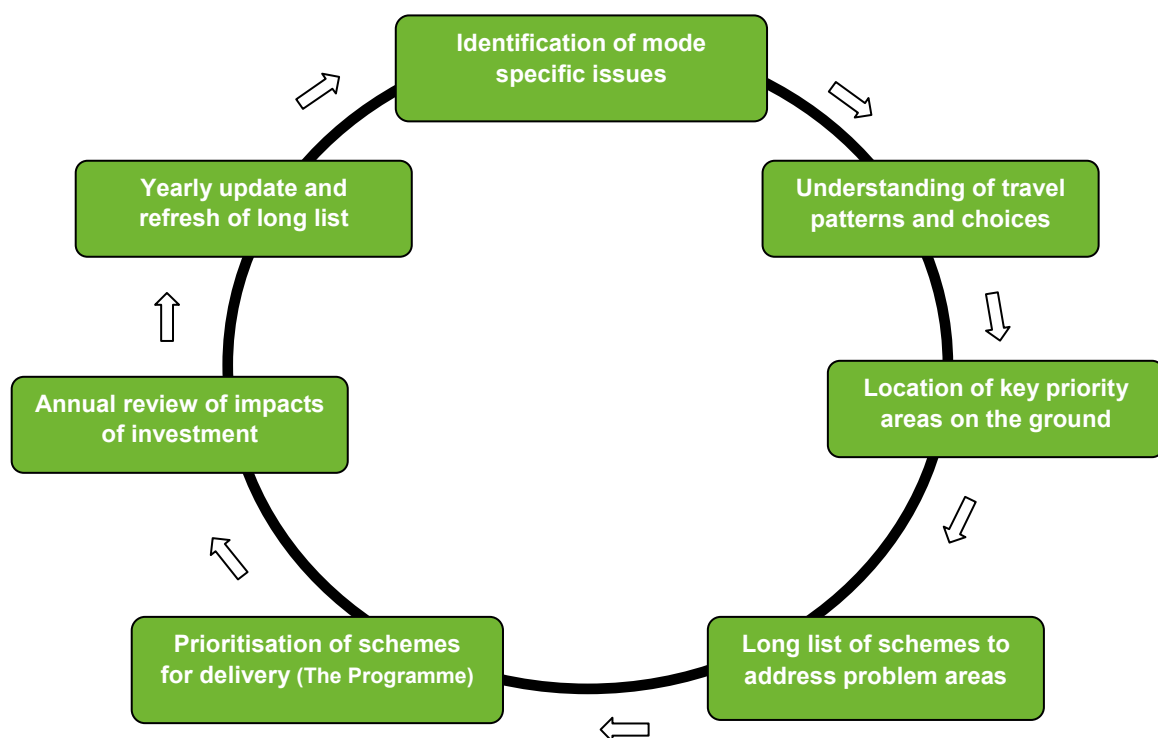 Identification of mode
specific issues
Understanding of travel
patterns and choices
Location of key priority
areas on the ground
Long list of schemes to
address problem areas
Prioritisation of schemes
for delivery (The Programme)
Annual review of impacts
of investment
Yearly update and
refresh of long list